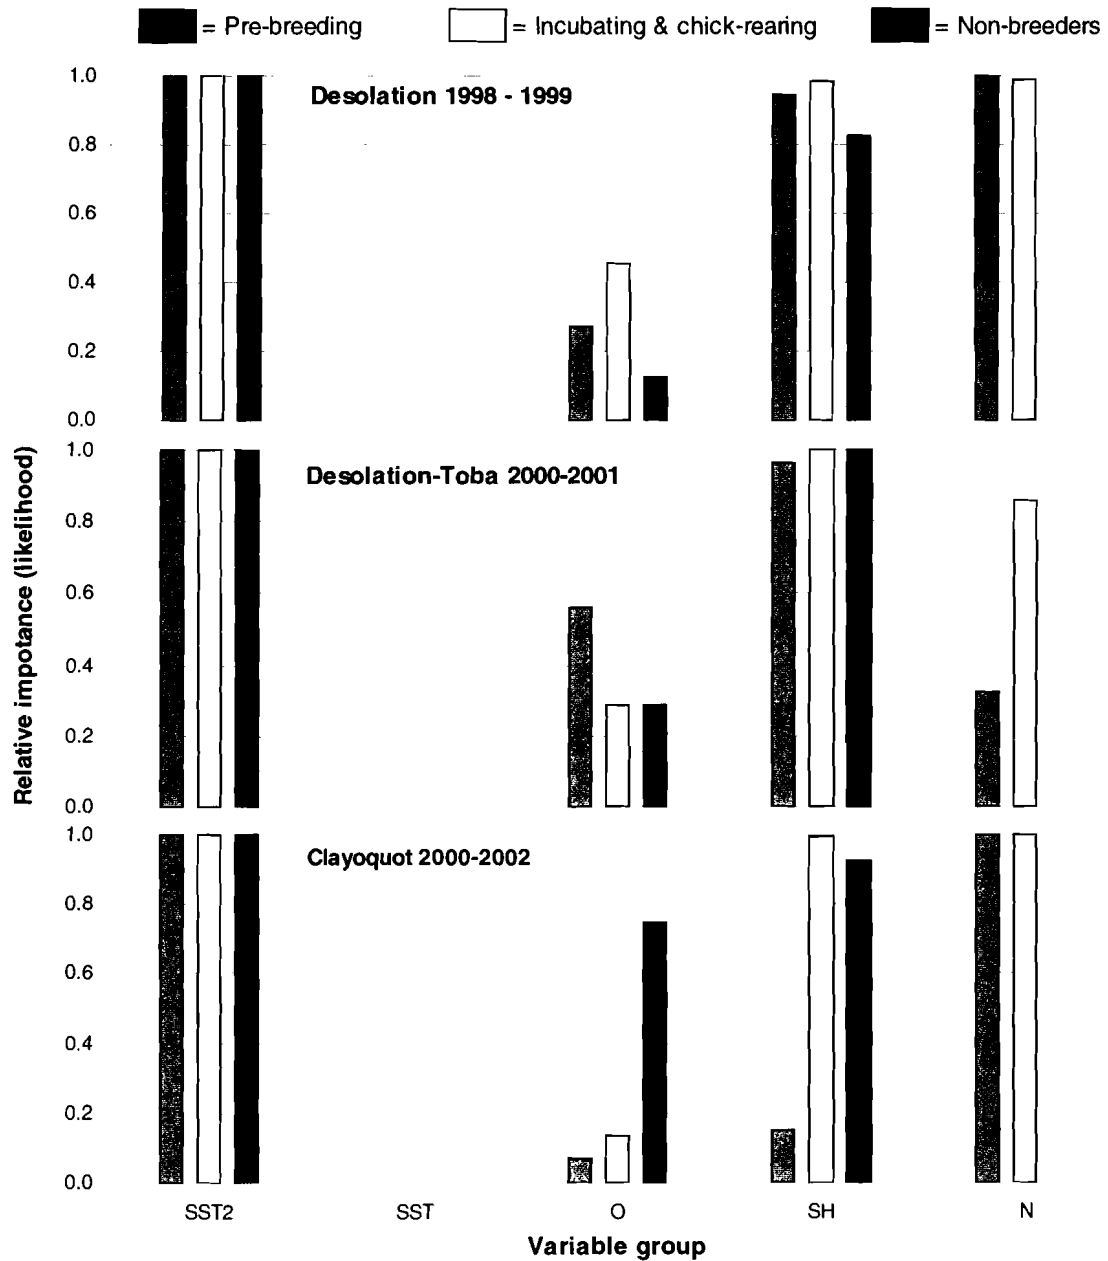 = Pre-breeding = Incubating & chick-rearing = Non-breeders
1.0
Desolation 1998 - 1999
0.8
0.6
0.4
0.2
0.0
1.0
Desolation-Toba 2000-2001
0.8
0.6
0.4
0.2
0.0
1.0
Clayoquot 2000-2002
0.8
0.6
0.4
0.2
0.0
Relative impotance (likelihood)
SST2 SST O SH N
Variable group